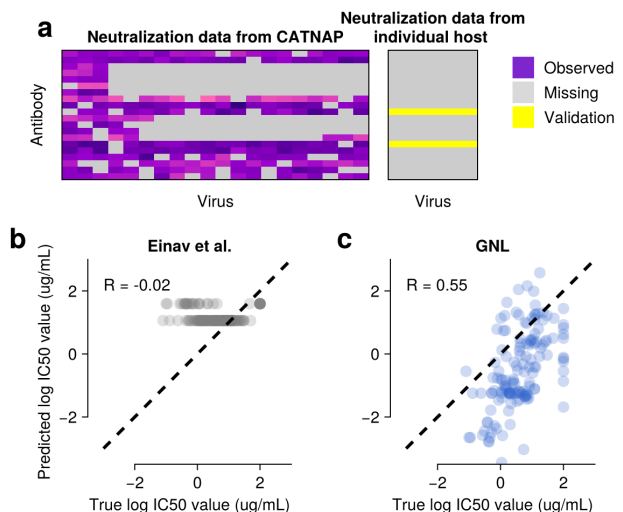 a
Neutralization data from CATNAP
Neutralization data from
individual host
Antibody
Virus
Virus
Observed
Missing
Validation
b
Einav et al.
R = -0.02
Predicted log IC50 value (ug/mL)
2
0
−2
−2
0
2
True log IC50 value (ug/mL)
c
GNL
R = 0.55
2
0
−2
−2
0
2
True log IC50 value (ug/mL)